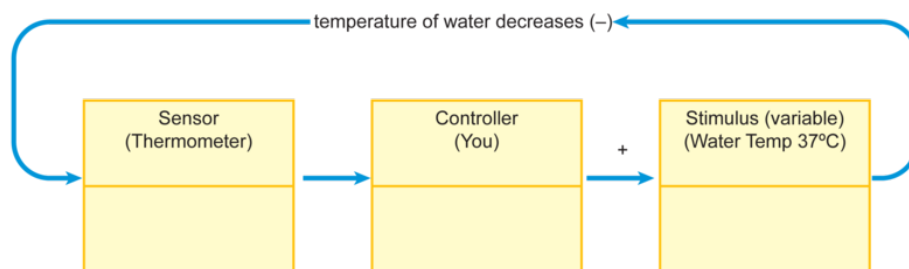 temperature of water decreases (–)
Sensor
(Thermometer)
Controller
(You)
+
Stimulus (variable)
(Water Temp 37ºC)